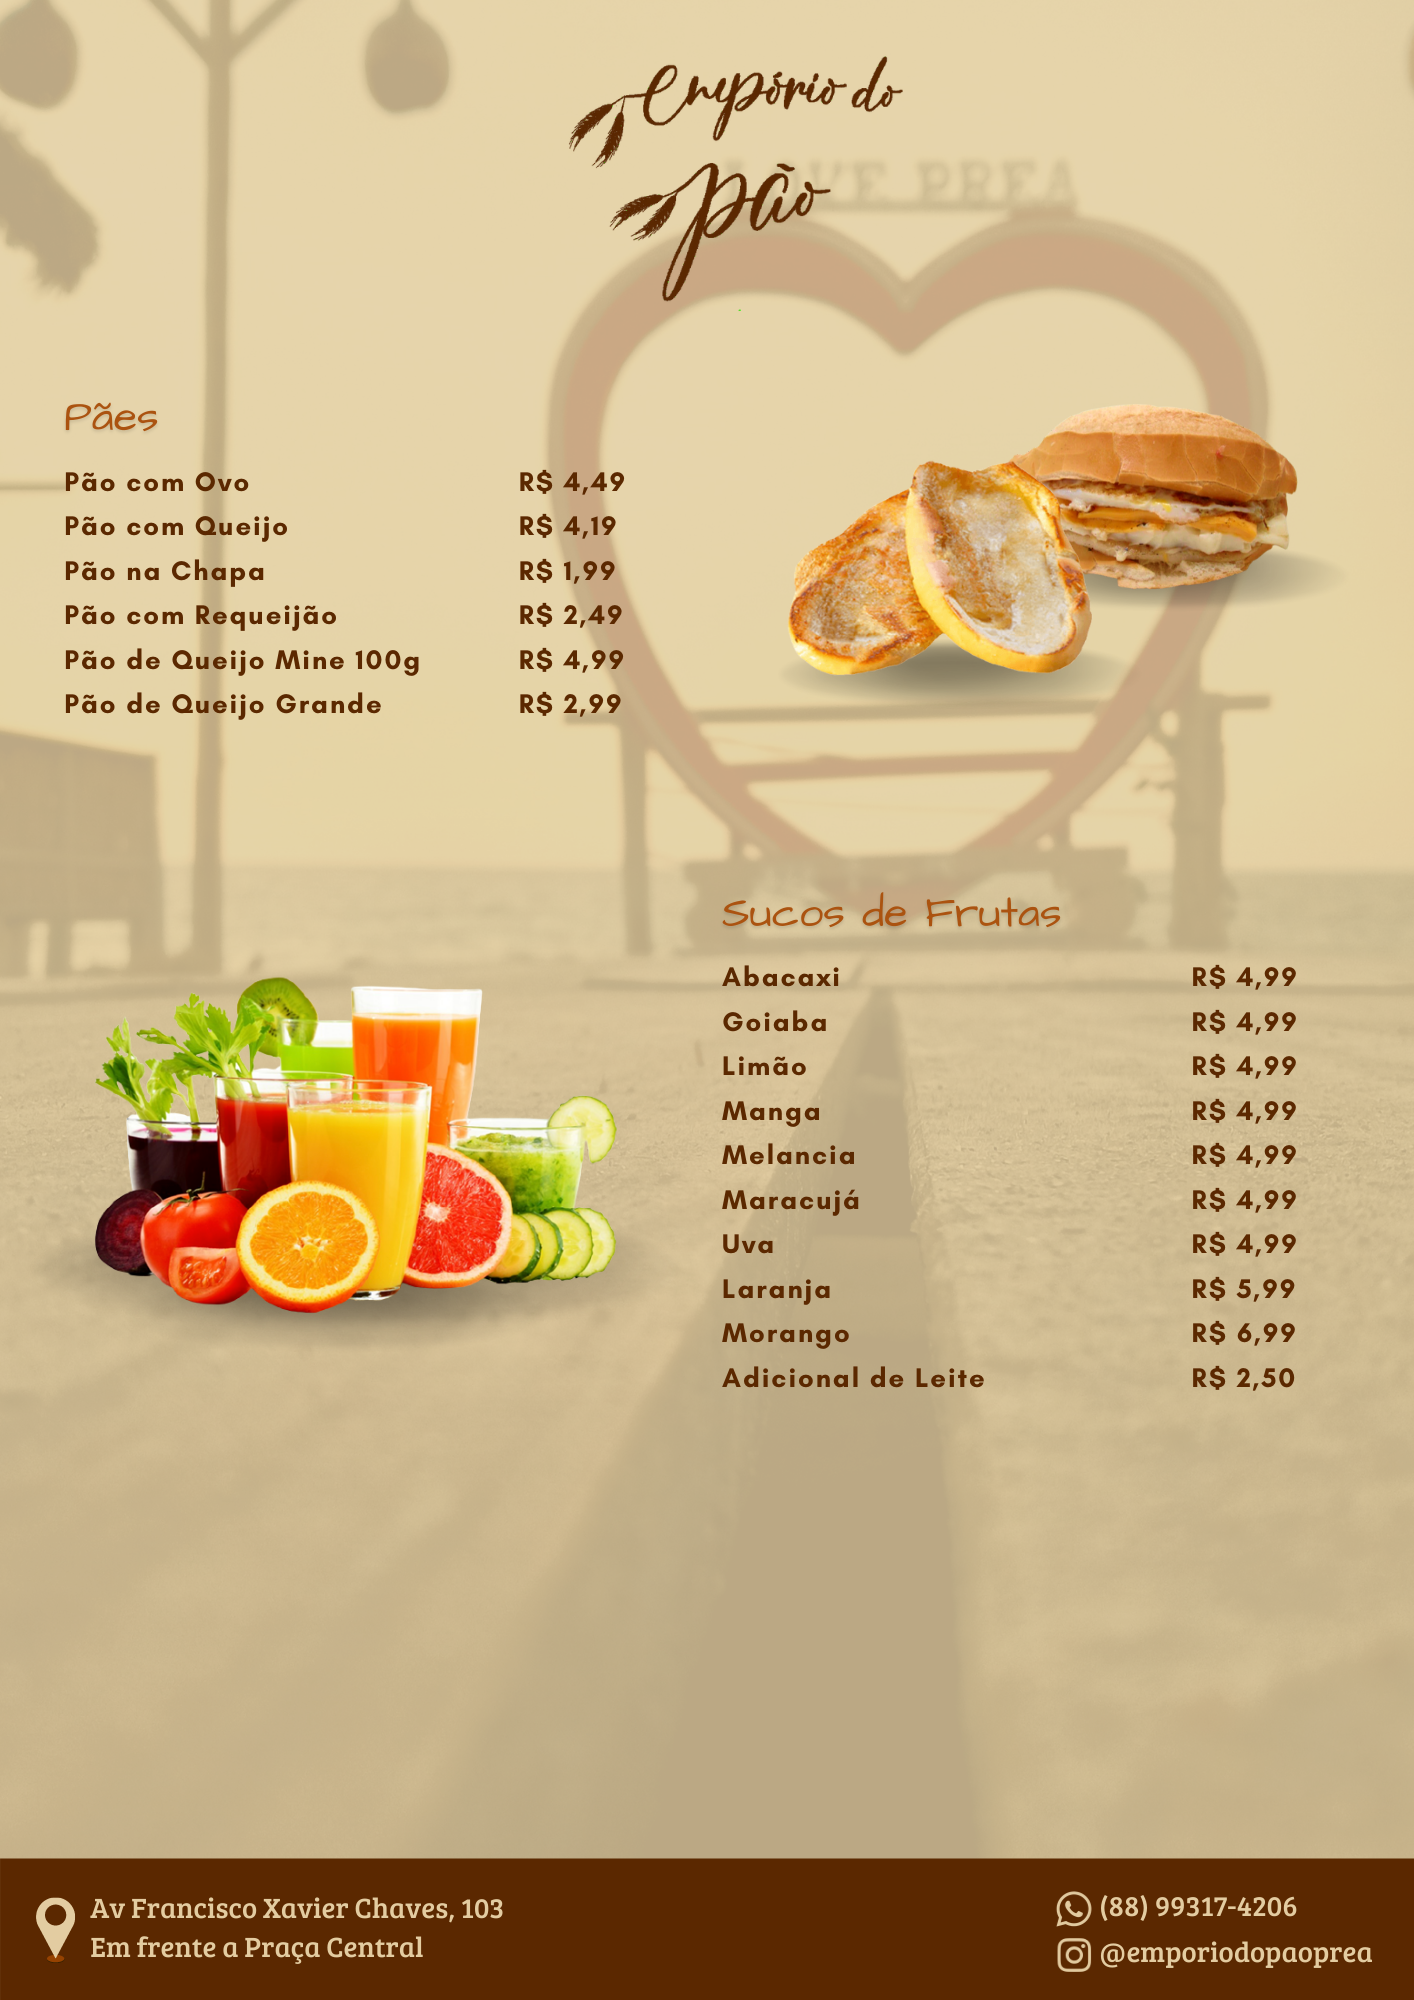 Empório do
pão
LOVE PREA
Pães
Pão com Ovo R$ 4,49
Pão com Queijo R$ 4,19
Pão na Chapa R$ 1,99
Pão com Requeijão R$ 2,49
Pão de Queijo Mine 100g R$ 4,99
Pão de Queijo Grande R$ 2,99
Sucos de Frutas
Abacaxi R$ 4,99
Goiaba R$ 4,99
Limão R$ 4,99
Manga R$ 4,99
Melancia R$ 4,99
Maracujá R$ 4,99
Uva R$ 4,99
Laranja R$ 5,99
Morango R$ 6,99
Adicional de Leite R$ 2,50
Av Francisco Xavier Chaves, 103
Em frente a Praça Central
(88) 99317-4206
@emporiodopaoprea